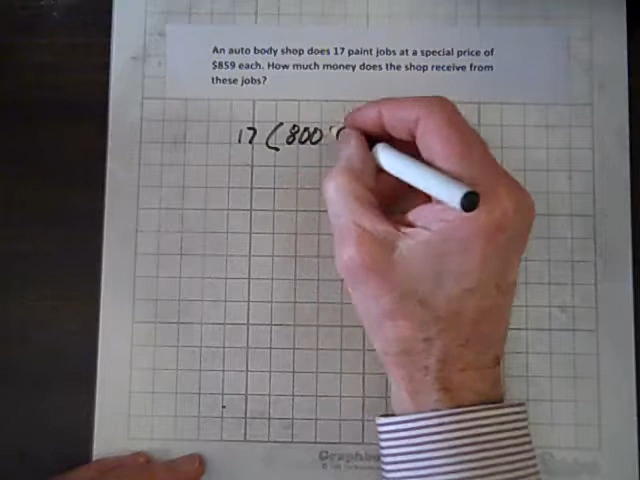 An auto body shop does 17 paint jobs at a special price of
$859 each. How much money does the shop receive from
these jobs?
17 (800